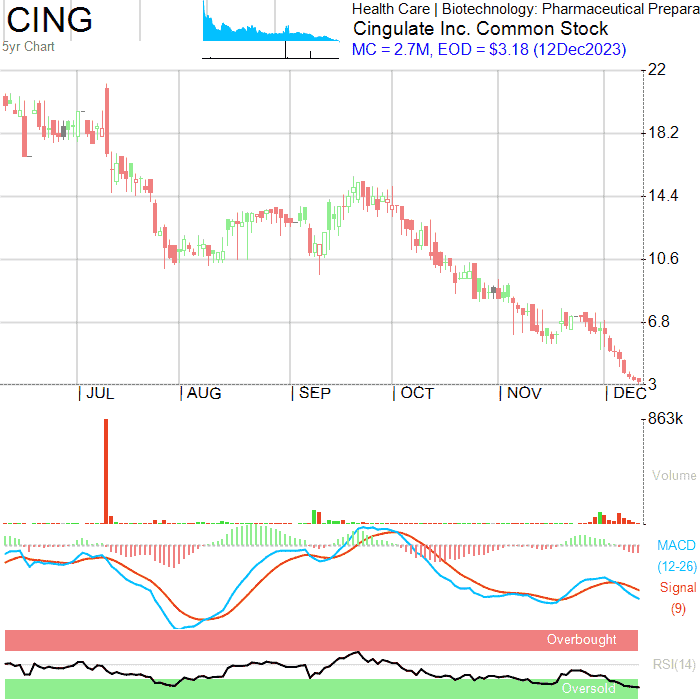 CING
5yr Chart
Health Care | Biotechnology: Pharmaceutical Prepara
Cingulate Inc. Common Stock
MC = 2.7M, EOD = $3.18 (12Dec2023)
22
18.2
14.4
10.6
6.8
3
| JUL | AUG | SEP | OCT | NOV | DEC
863k
Volume
MACD
(12-26)
Signal
(9)
Overbought
RSI(14)
Oversold